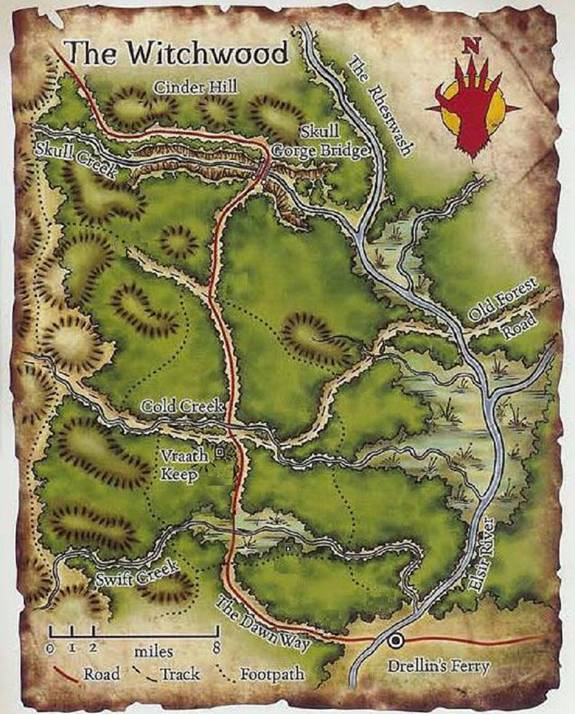 The Witchwood
N
Cinder Hill
The Rhestwash
Skull
Gorge Bridge
Skull Creek
Old Forest
Road
Cold Creek
Vraath
Keep
Elsir River
Swift Creek
The Dawn Way
0 1 2 8
miles
Drellin's Ferry
Road Track Footpath